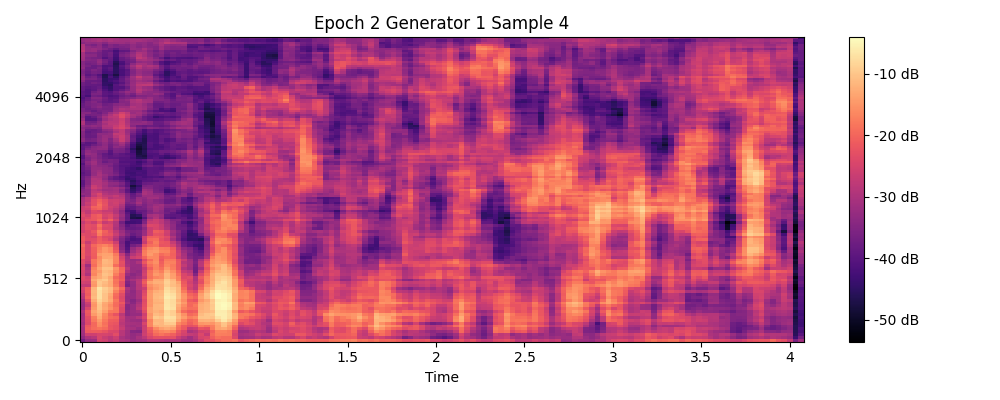 Epoch 2 Generator 1 Sample 4
Hz
4096
2048
1024
512
0
0 0.5 1 1.5 2 2.5 3 3.5 4
Time
-10 dB
-20 dB
-30 dB
-40 dB
-50 dB